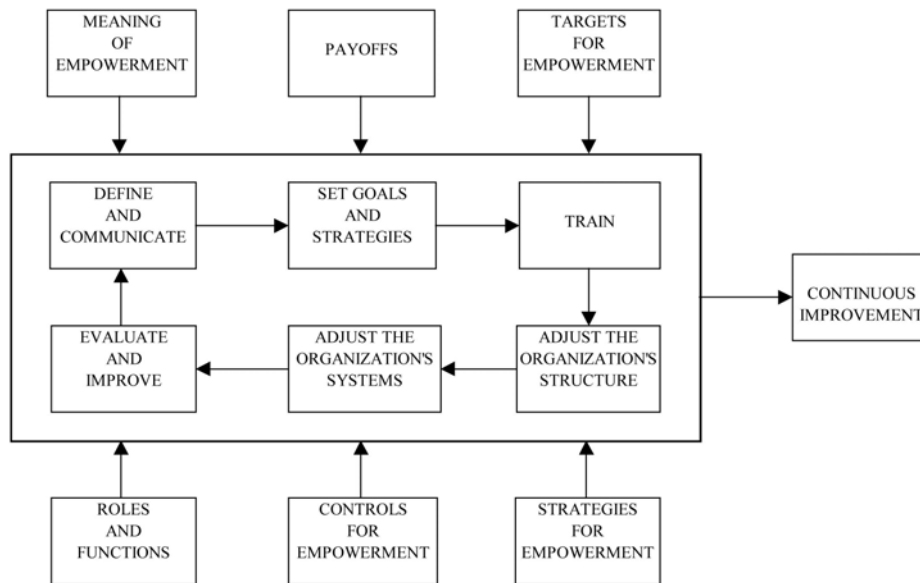 MEANING
OF
EMPOWERMENT
PAYOFFS
TARGETS
FOR
EMPOWERMENT
DEFINE
AND
COMMUNICATE
SET GOALS
AND
STRATEGIES
TRAIN
CONTINUOUS
IMPROVEMENT
EVALUATE
AND
IMPROVE
ADJUST THE
ORGANIZATION'S
SYSTEMS
ADJUST THE
ORGANIZATION'S
STRUCTURE
ROLES
AND
FUNCTIONS
CONTROLS
FOR
EMPOWERMENT
STRATEGIES
FOR
EMPOWERMENT